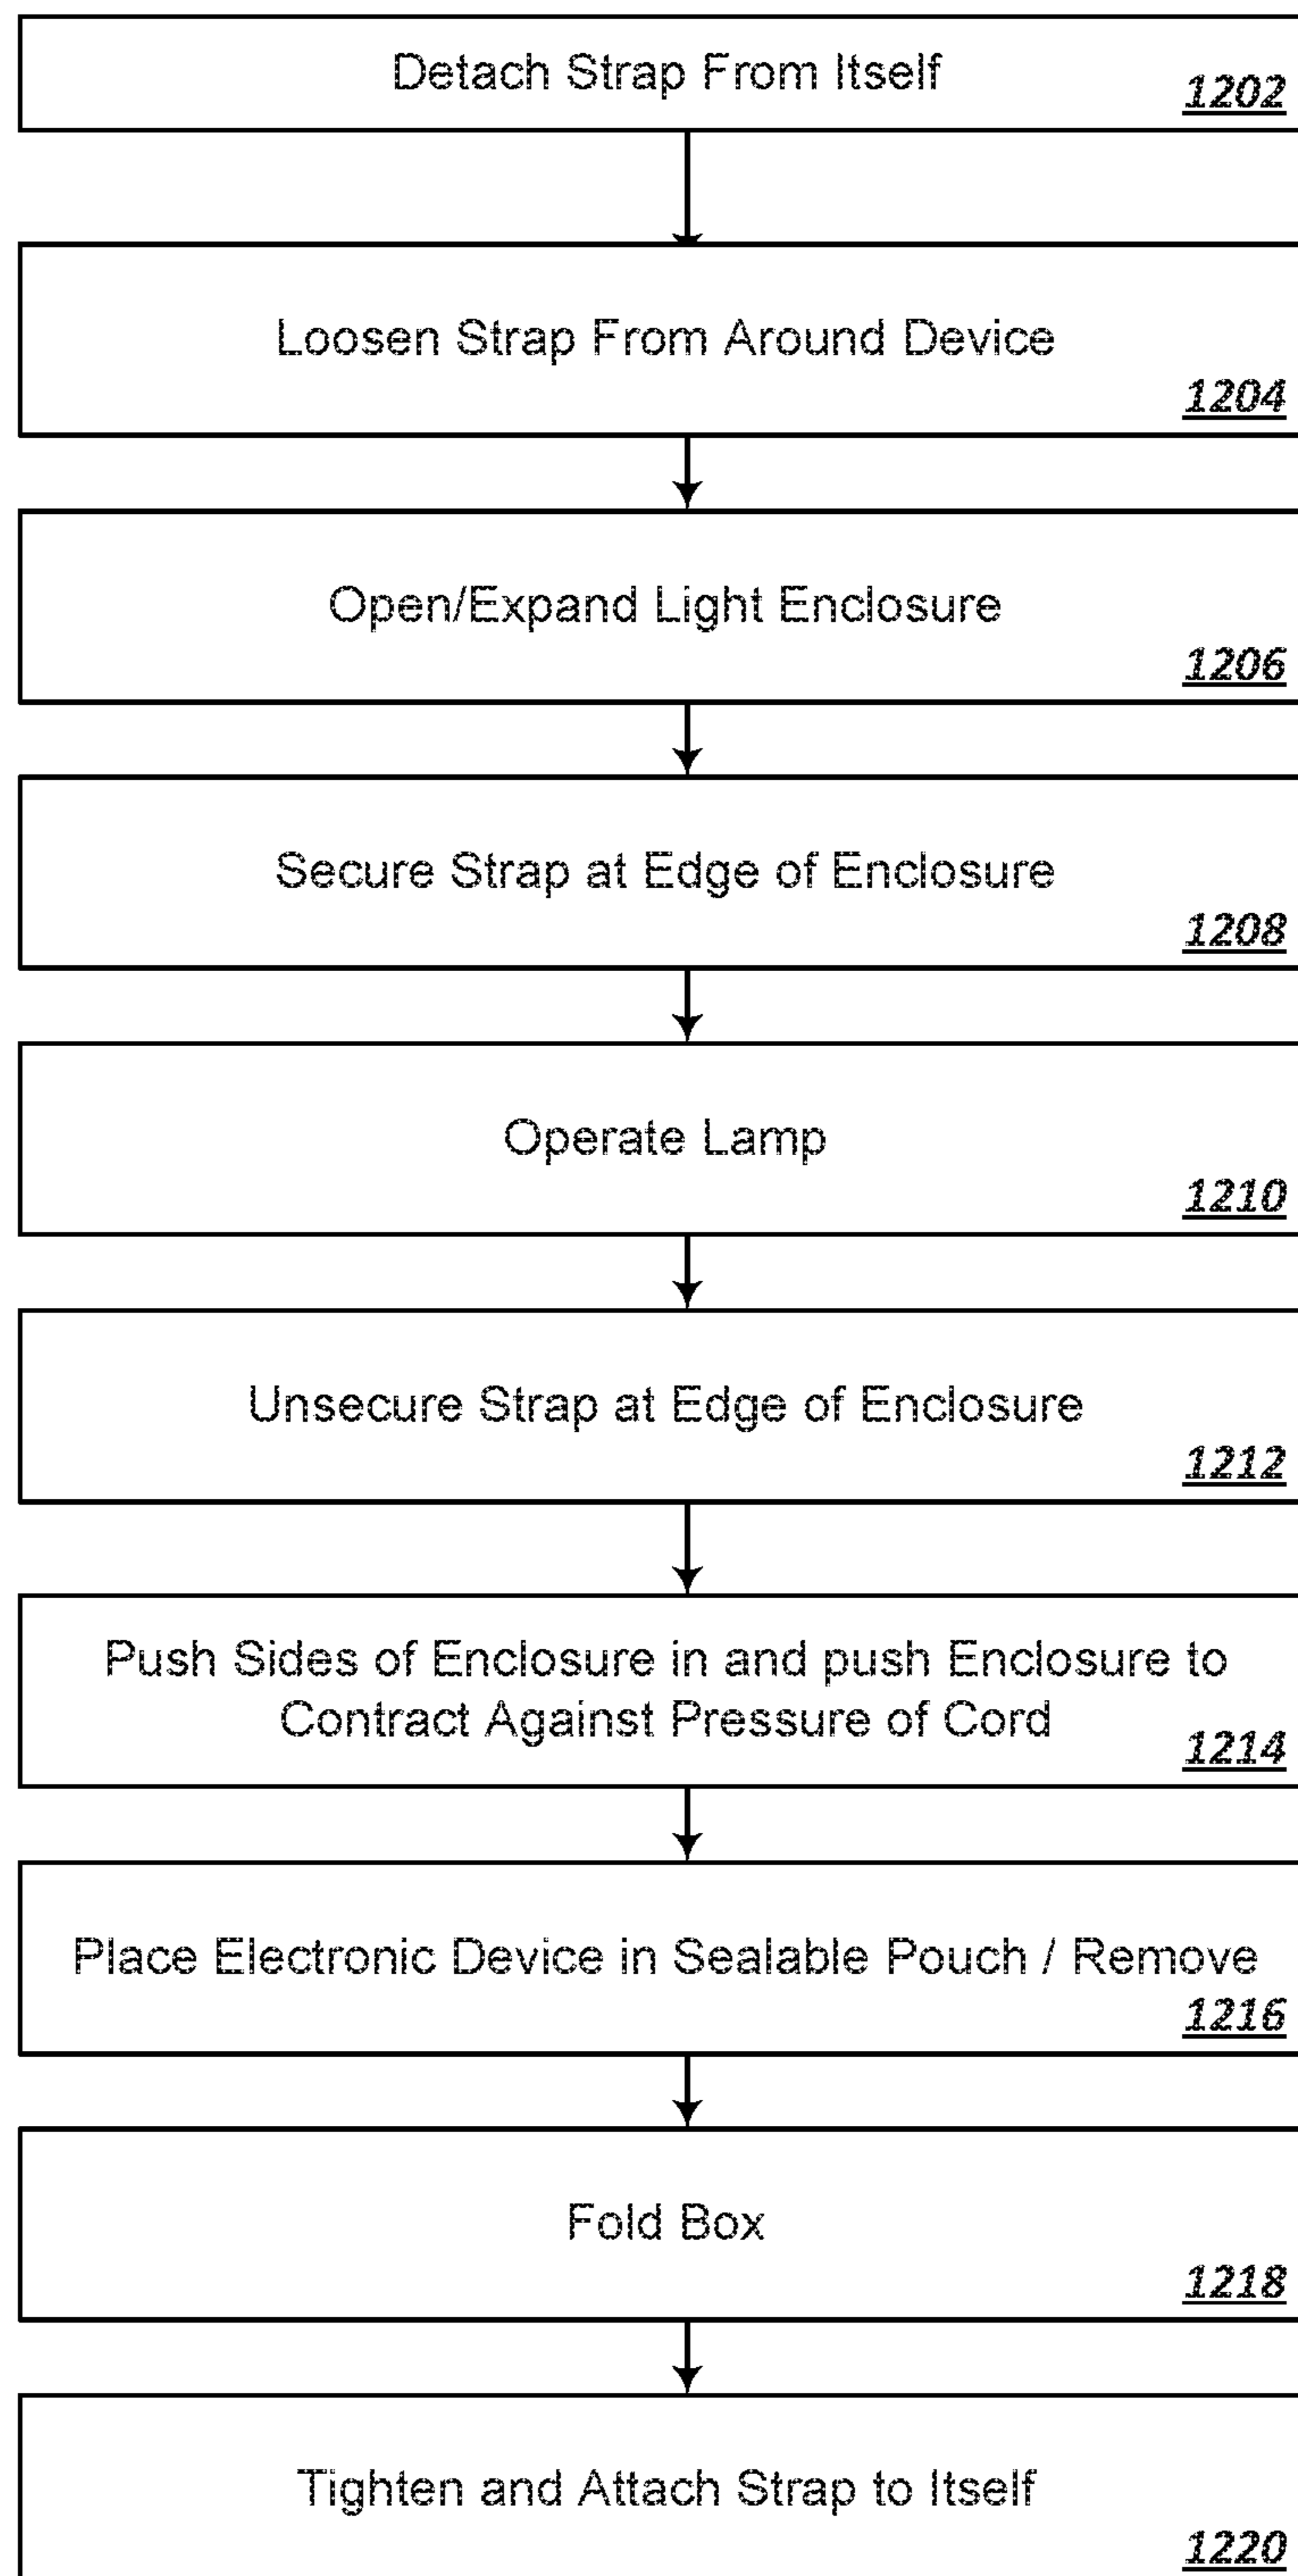 Detach Strap From Itself
1202
Loosen Strap From Around Device
1204
Open/Expand Light Enclosure
1206
Secure Strap at Edge of Enclosure
1208
Operate Lamp
1210
Unsecure Strap at Edge of Enclosure
1212
Push Sides of Enclosure in and push Enclosure to
Contract Against Pressure of Cord
1214
Place Electronic Device in Sealable Pouch / Remove
1216
Fold Box
1218
Tighten and Attach Strap to Itself
1220